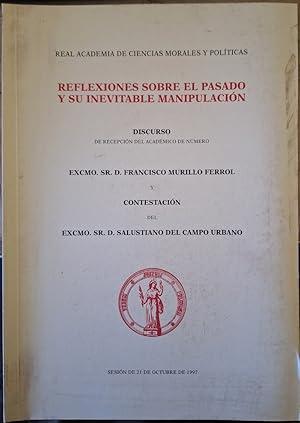 REAL ACADEMIA DE CIENCIAS MORALES Y POLÍTICAS
REFLEXIONES SOBRE EL PASADO
Y SU INEVITABLE MANIPULACIÓN
DISCURSO
DE RECEPCIÓN DEL ACADÉMICO DE NÚMERO
EXCMO. SR. D. FRANCISCO MURILLO FERROL
Y
CONTESTACIÓN
DEL
EXCMO. SR. D. SALUSTIANO DEL CAMPO URBANO
SESIÓN DE 21 DE OCTUBRE DE 1997